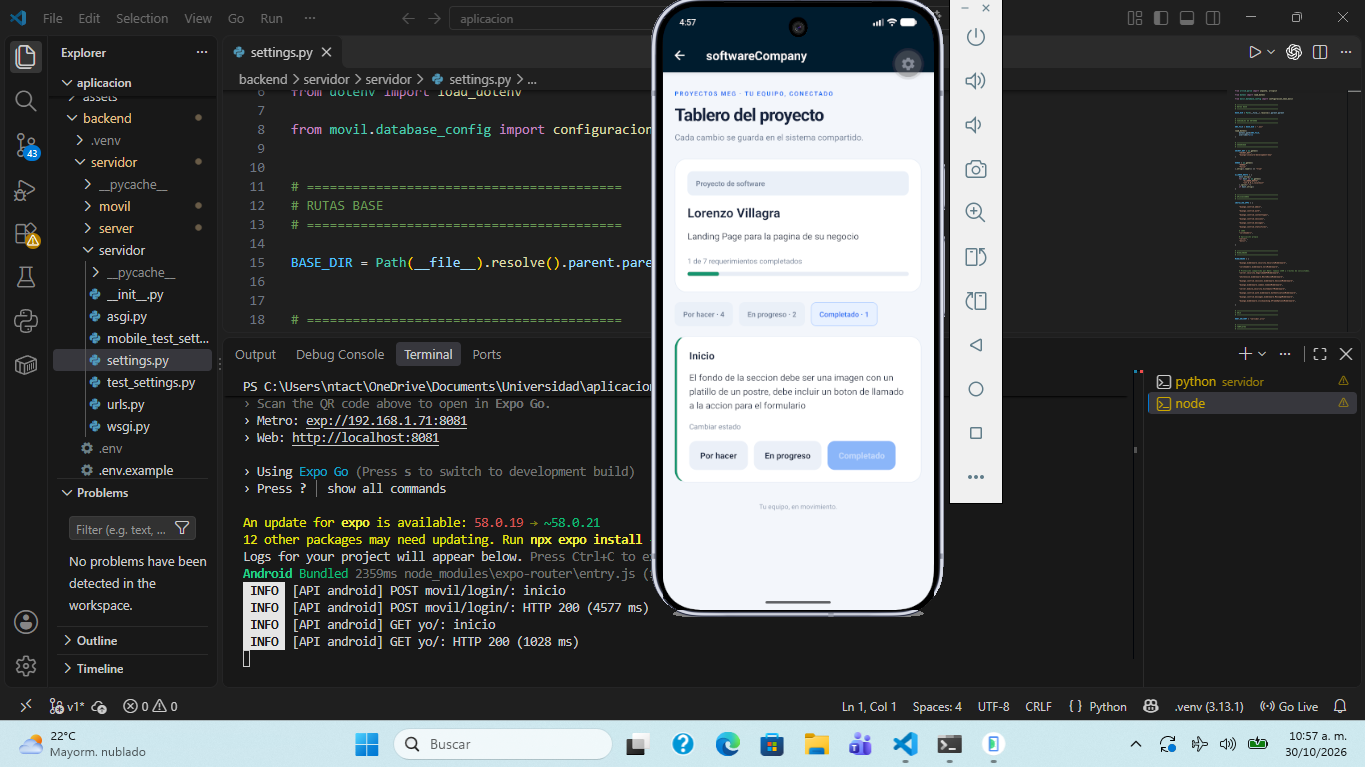 File Edit Selection View Go Run ···
aplicacion
Explorer ···
aplicacion
assets
backend
.venv
servidor
__pycache__
movil
server
servidor
__pycache__
__init__.py
asgi.py
mobile_test_sett...
settings.py
test_settings.py
urls.py
wsgi.py
.env
.env.example
Problems
Filter (e.g. text, ...
No problems have been
detected in the
workspace.
Outline
Timeline
43
settings.py
backend > servidor > servidor > settings.py > ...
6 from dotenv import load_dotenv
7
8 from movil.database_config import configuracion
9
10
11 # =========================================
12 # RUTAS BASE
13 # =========================================
14
15 BASE_DIR = Path(__file__).resolve().parent.pare
16
17
18 # =========================================
Output Debug Console Terminal Ports
PS C:\Users\ntact\OneDrive\Documents\Universidad\aplicacion
› Scan the QR code above to open in Expo Go.
› Metro: exp://192.168.1.71:8081
› Web: http://localhost:8081
› Using Expo Go (Press s to switch to development build)
› Press ? │ show all commands
An update for expo is available: 58.0.19 → ~58.0.21
12 other packages may need updating. Run npx expo install
Logs for your project will appear below. Press Ctrl+C to e
Android Bundled 2359ms node_modules\expo-router\entry.js (
INFO [API android] POST movil/login/: inicio
INFO [API android] POST movil/login/: HTTP 200 (4577 ms)
INFO [API android] GET yo/: inicio
INFO [API android] GET yo/: HTTP 200 (1028 ms)
python servidor
node
4:57
softwareCompany
PROYECTOS MEG · TU EQUIPO, CONECTADO
Tablero del proyecto
Cada cambio se guarda en el sistema compartido.
Proyecto de software
Lorenzo Villagra
Landing Page para la pagina de su negocio
1 de 7 requerimientos completados
Por hacer · 4 En progreso · 2 Completado · 1
Inicio
El fondo de la seccion debe ser una imagen con un
platillo de un postre, debe incluir un boton de llamado
a la accion para el formulario
Cambiar estado
Por hacer En progreso Completado
Tu equipo, en movimiento.
v1* 0 0
Ln 1, Col 1 Spaces: 4 UTF-8 CRLF { } Python .venv (3.13.1) Go Live
22°C
Mayorm. nublado
Buscar
10:57 a. m.
30/10/2026